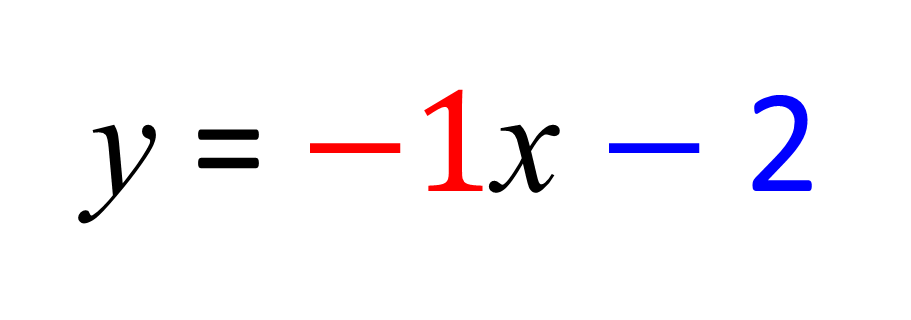 y = −1x − 2